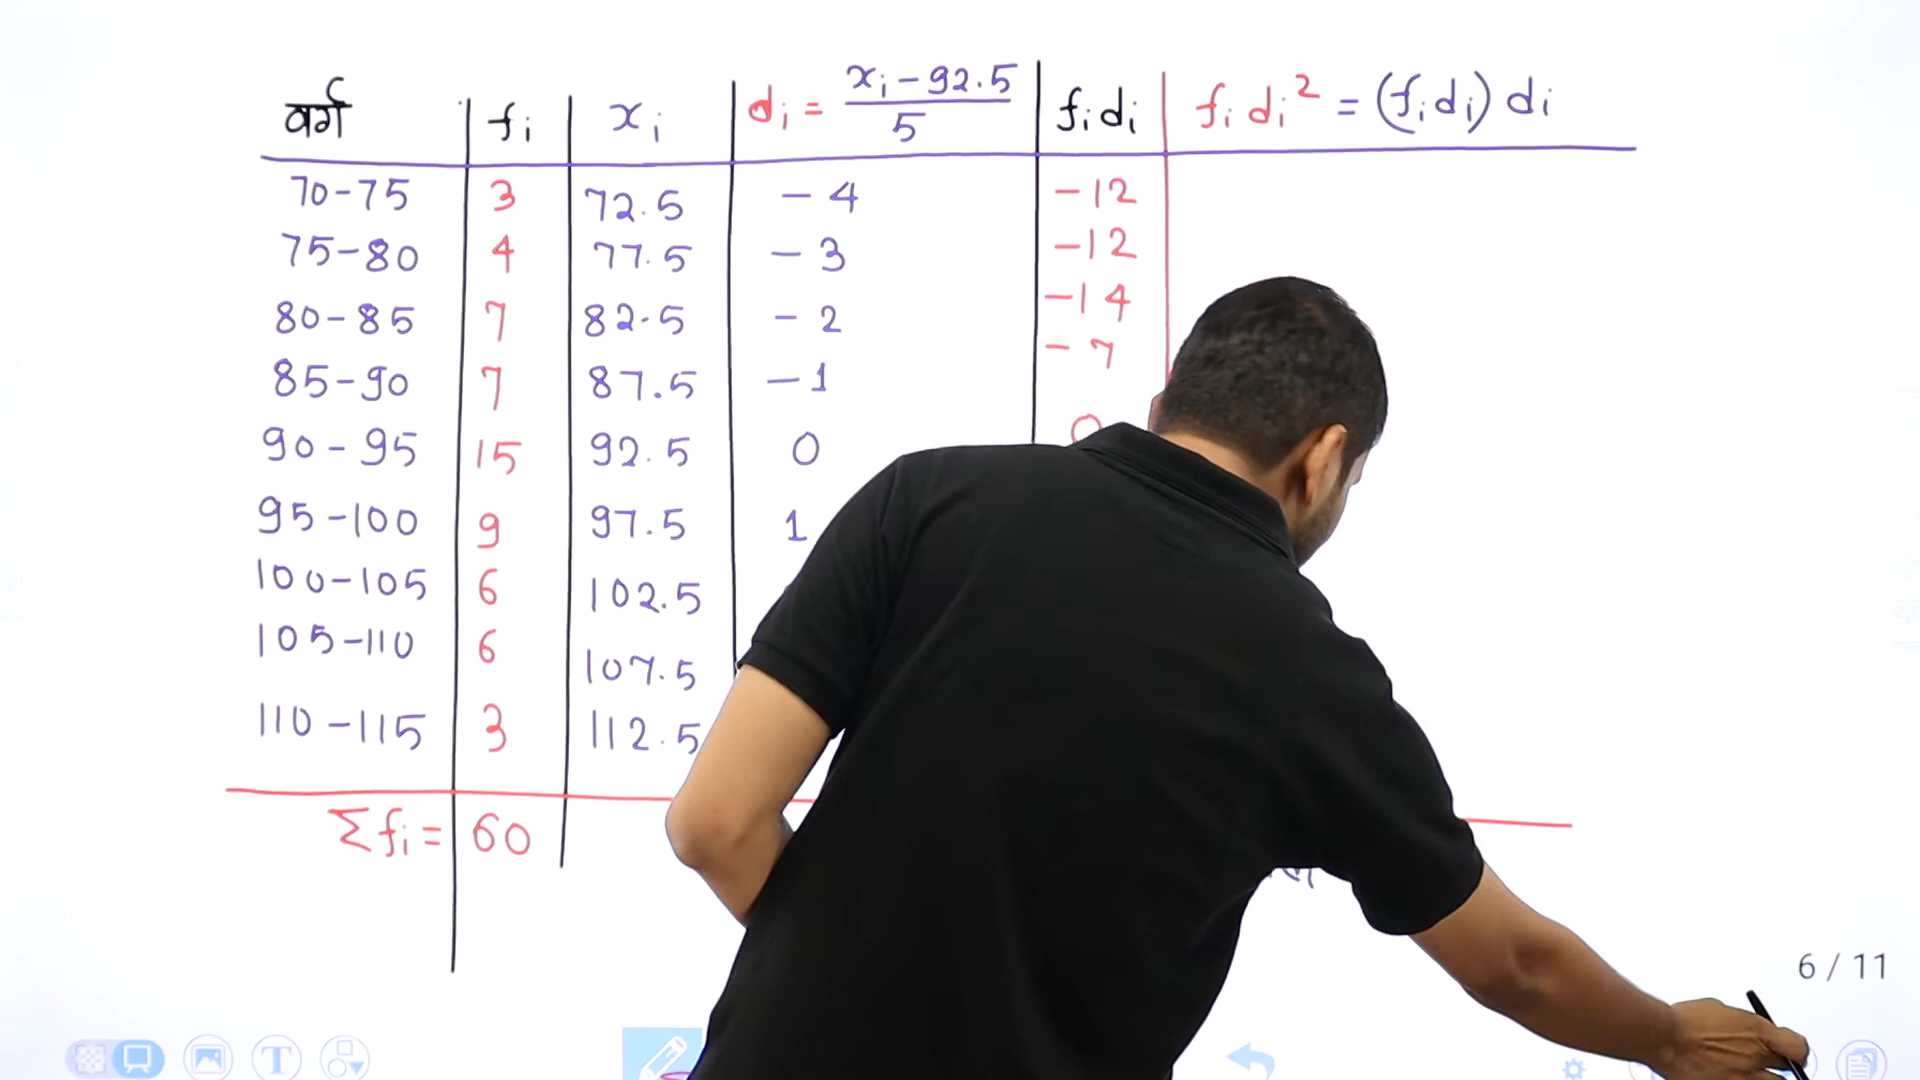 वर्ग fᵢ xᵢ dᵢ = (xᵢ - 92.5)/5 fᵢdᵢ fᵢdᵢ² = (fᵢdᵢ) dᵢ
70-75 3 72.5 -4 -12
75-80 4 77.5 -3 -12
80-85 7 82.5 -2 -14
85-90 7 87.5 -1 -7
90-95 15 92.5 0 0
95-100 9 97.5 1
100-105 6 102.5
105-110 6 107.5
110-115 3 112.5
Σfᵢ = 60
6 / 11
T